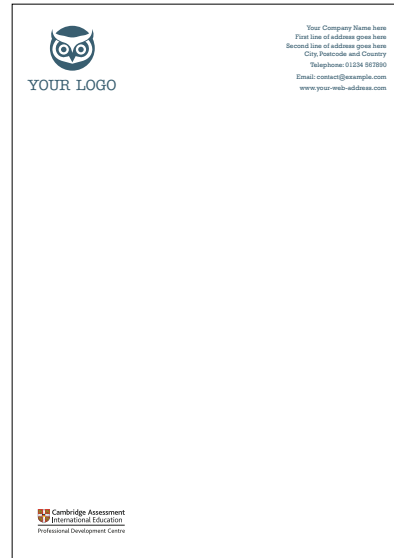 YOUR LOGO
Your Company Name here
First line of address goes here
Second line of address goes here
City, Postcode and Country
Telephone: 01234 567890
Email: contact@example.com
www.your-web-address.com
Cambridge Assessment
International Education
Professional Development Centre